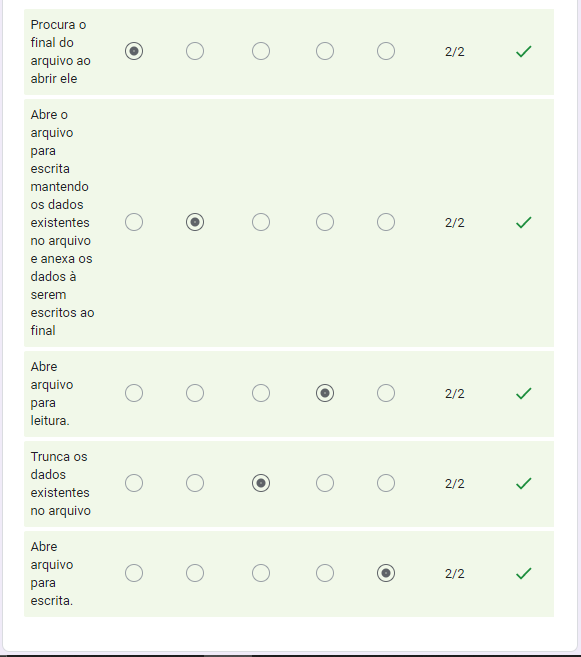 Procura o
final do
arquivo ao
abrir ele
2/2
Abre o
arquivo
para
escrita
mantendo
os dados
existentes
no arquivo
e anexa os
dados à
serem
escritos ao
final
2/2
Abre
arquivo
para
leitura.
2/2
Trunca os
dados
existentes
no arquivo
2/2
Abre
arquivo
para
escrita.
2/2